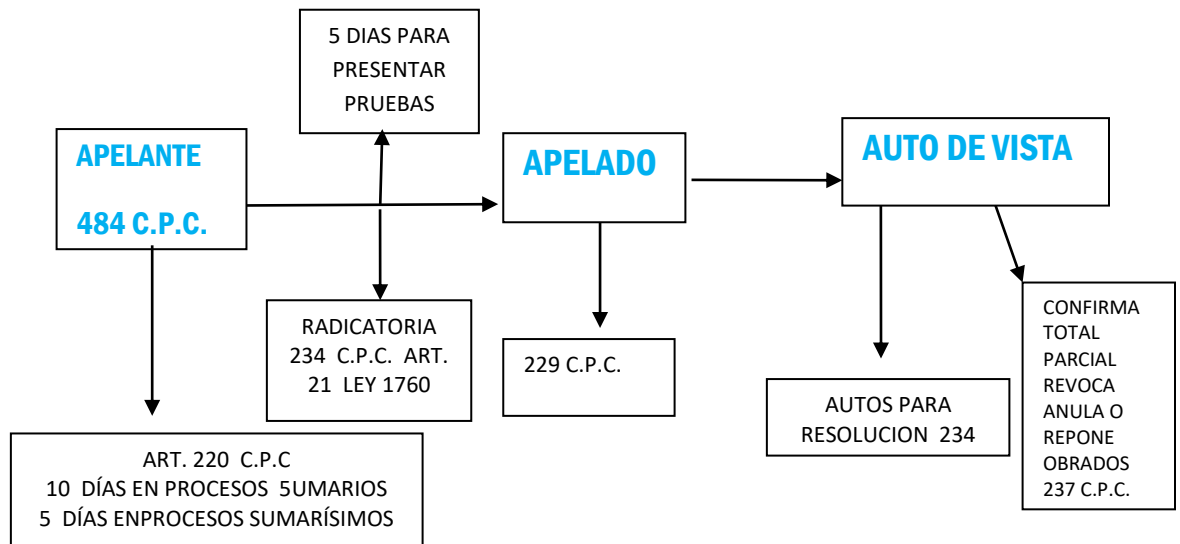 5 DIAS PARA
PRESENTAR
PRUEBAS
APELANTE
484 C.P.C.
APELADO
AUTO DE VISTA
RADICATORIA
234 C.P.C. ART.
21 LEY 1760
229 C.P.C.
AUTOS PARA
RESOLUCION 234
CONFIRMA
TOTAL
PARCIAL
REVOCA
ANULA O
REPONE
OBRADOS
237 C.P.C.
ART. 220 C.P.C
10 DÍAS EN PROCESOS 5UMARIOS
5 DÍAS ENPROCESOS SUMARÍSIMOS